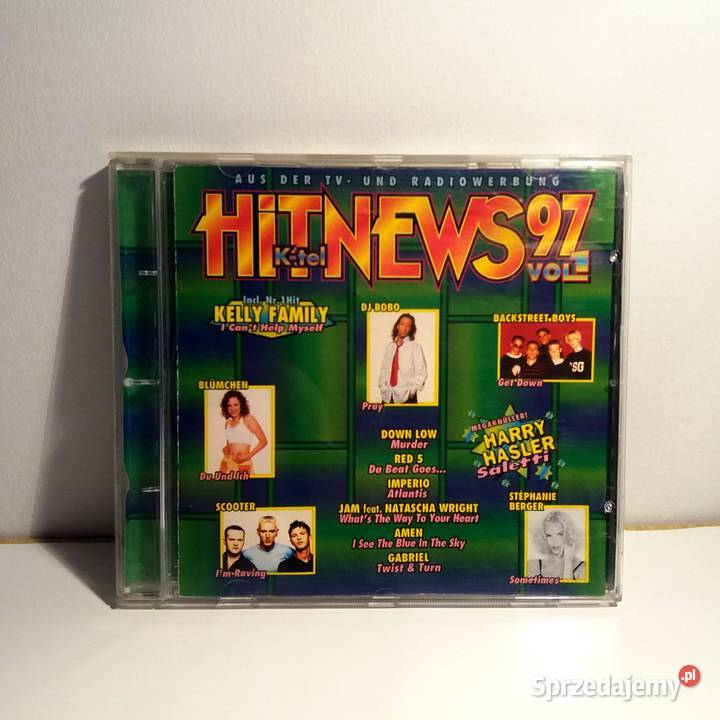 AUS DER TV- UND RADIOWERBUNG
HiTNEWS 97
K-tel
VOL. 1
Incl. Nr. 1 Hit
KELLY FAMILY
I Can't Help Myself
DJ BOBO
Pray
BACKSTREET BOYS
Get Down
BLÜMCHEN
Du Und Ich
DOWN LOW
Murder
RED 5
Da Beat Goes...
IMPERIO
Atlantis
JAM feat. NATASCHA WRIGHT
What's The Way To Your Heart
AMEN
I See The Blue In The Sky
GABRIEL
Twist & Turn
MEGAKNÜLLER!
HARRY
HASLER
Saletti
SCOOTER
I'm Raving
STÉPHANIE
BERGER
Sometimes
Sprzedajemy.pl